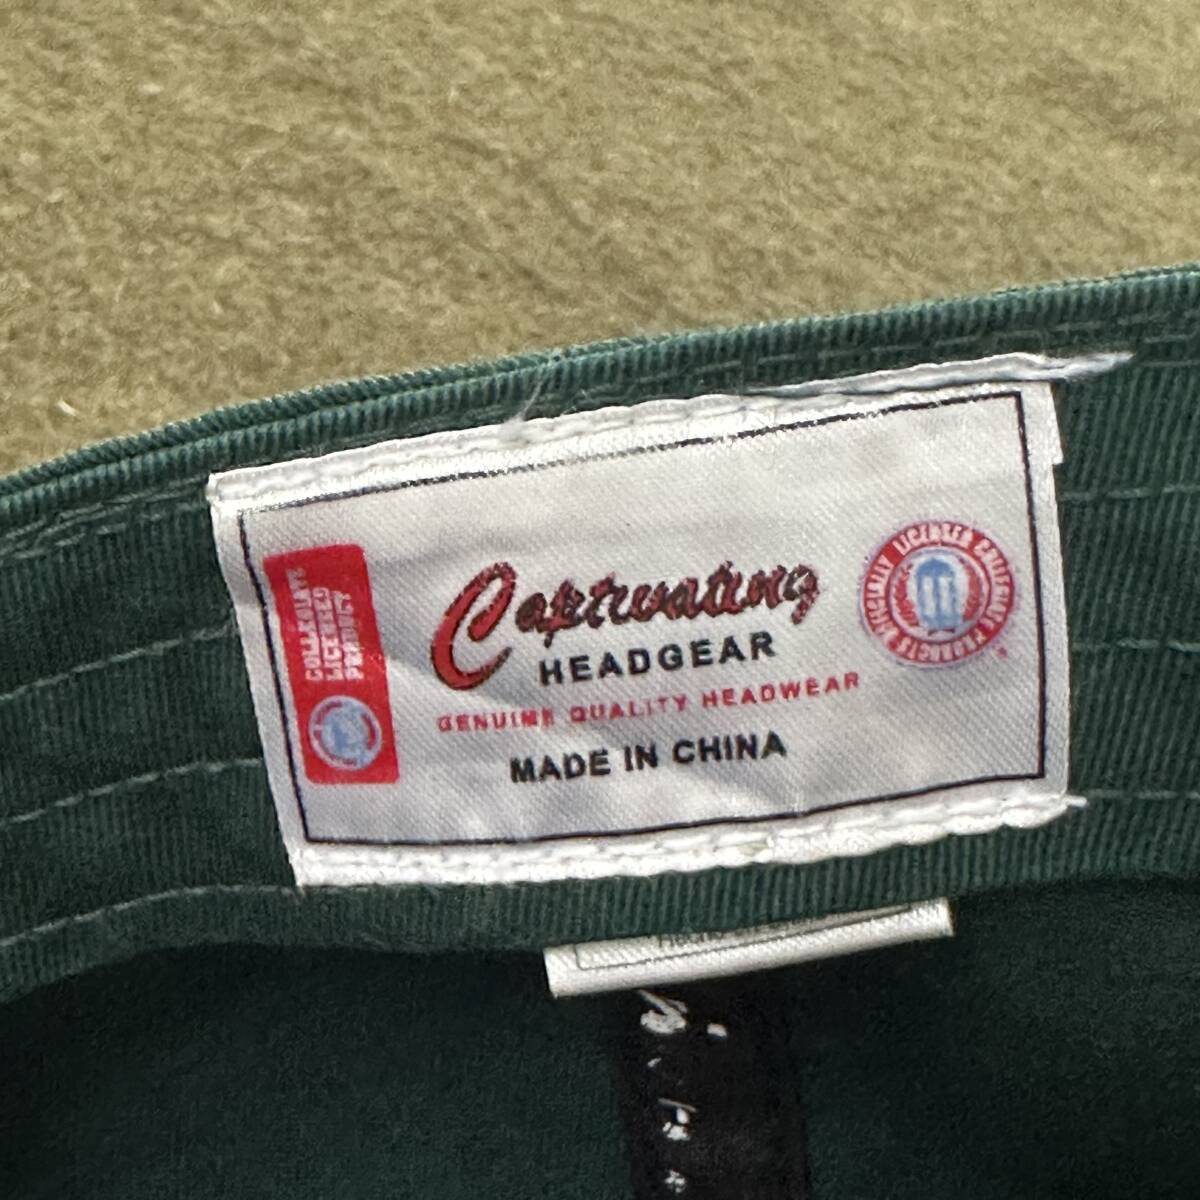 COLLEGIATE
LICENSED
PRODUCT
Captivating
HEADGEAR
GENUINE QUALITY HEADWEAR
MADE IN CHINA
OFFICIALLY LICENSED COLLEGIATE PRODUCTS